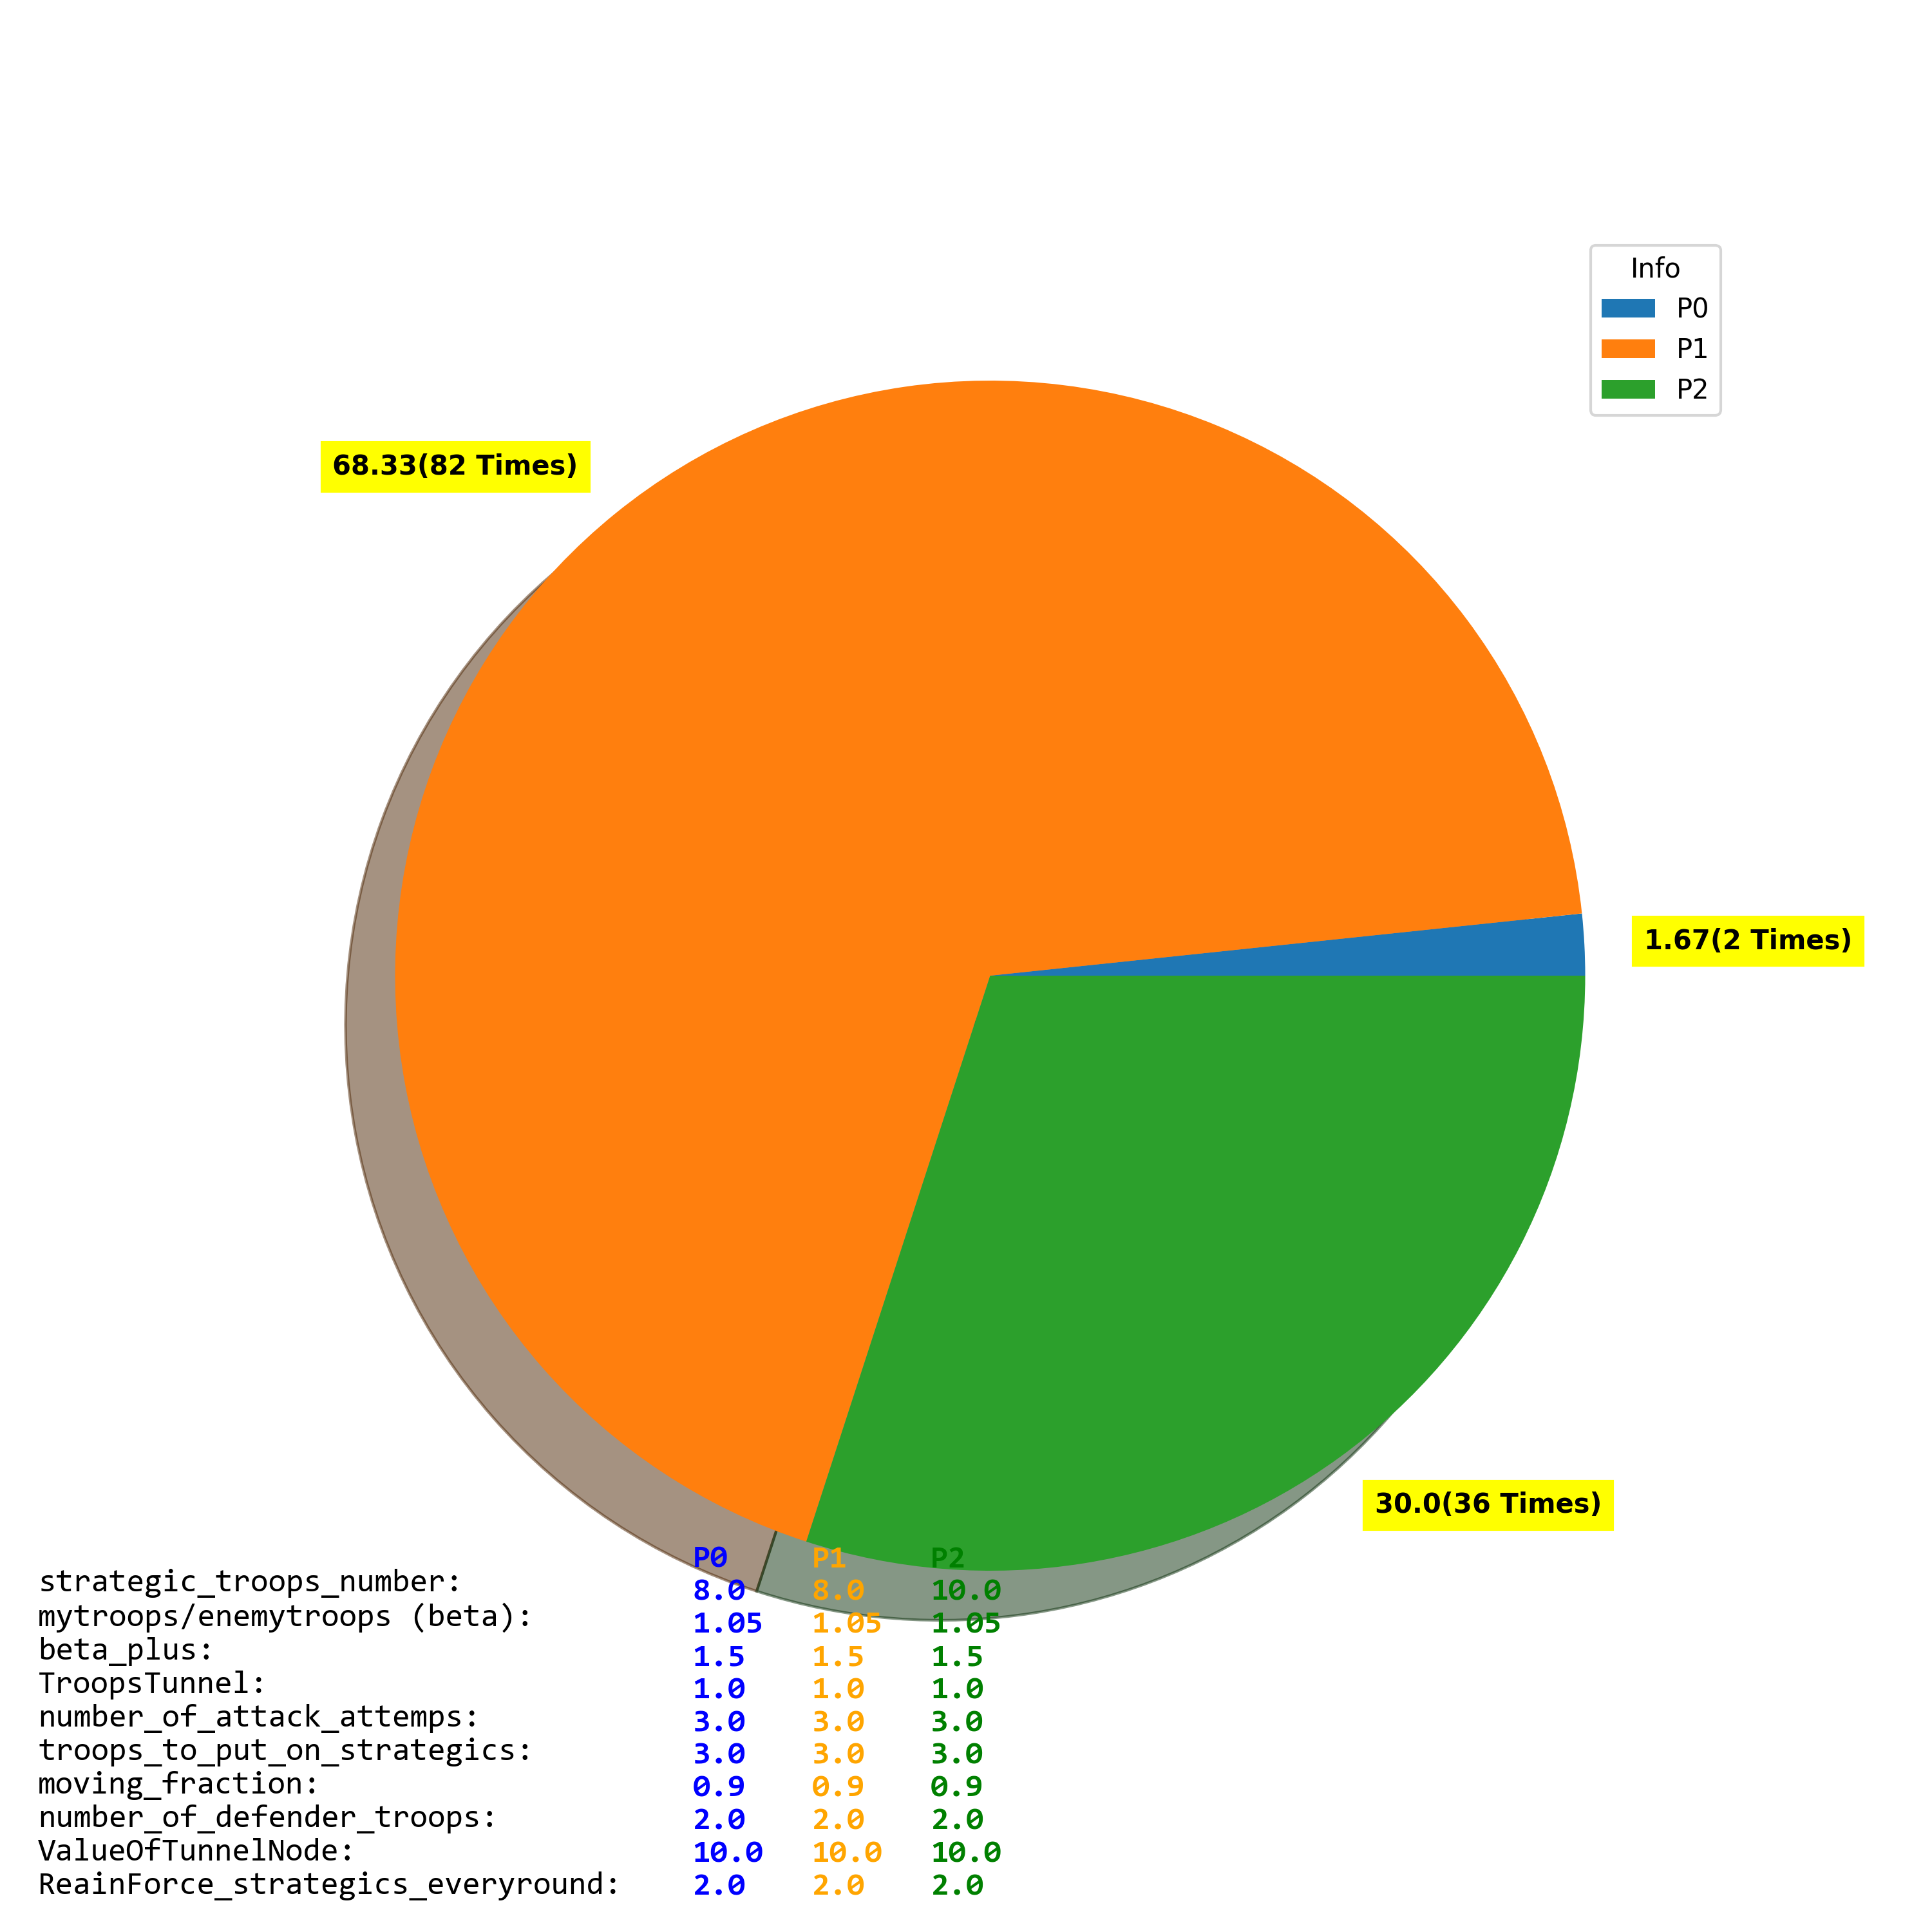 Info
P0
P1
P2
68.33(82 Times)
1.67(2 Times)
30.0(36 Times)
P0 P1 P2
strategic_troops_number: 8.0 8.0 10.0
mytroops/enemytroops (beta): 1.05 1.05 1.05
beta_plus: 1.5 1.5 1.5
TroopsTunnel: 1.0 1.0 1.0
number_of_attack_attemps: 3.0 3.0 3.0
troops_to_put_on_strategics: 3.0 3.0 3.0
moving_fraction: 0.9 0.9 0.9
number_of_defender_troops: 2.0 2.0 2.0
ValueOfTunnelNode: 10.0 10.0 10.0
ReainForce_strategics_everyround: 2.0 2.0 2.0